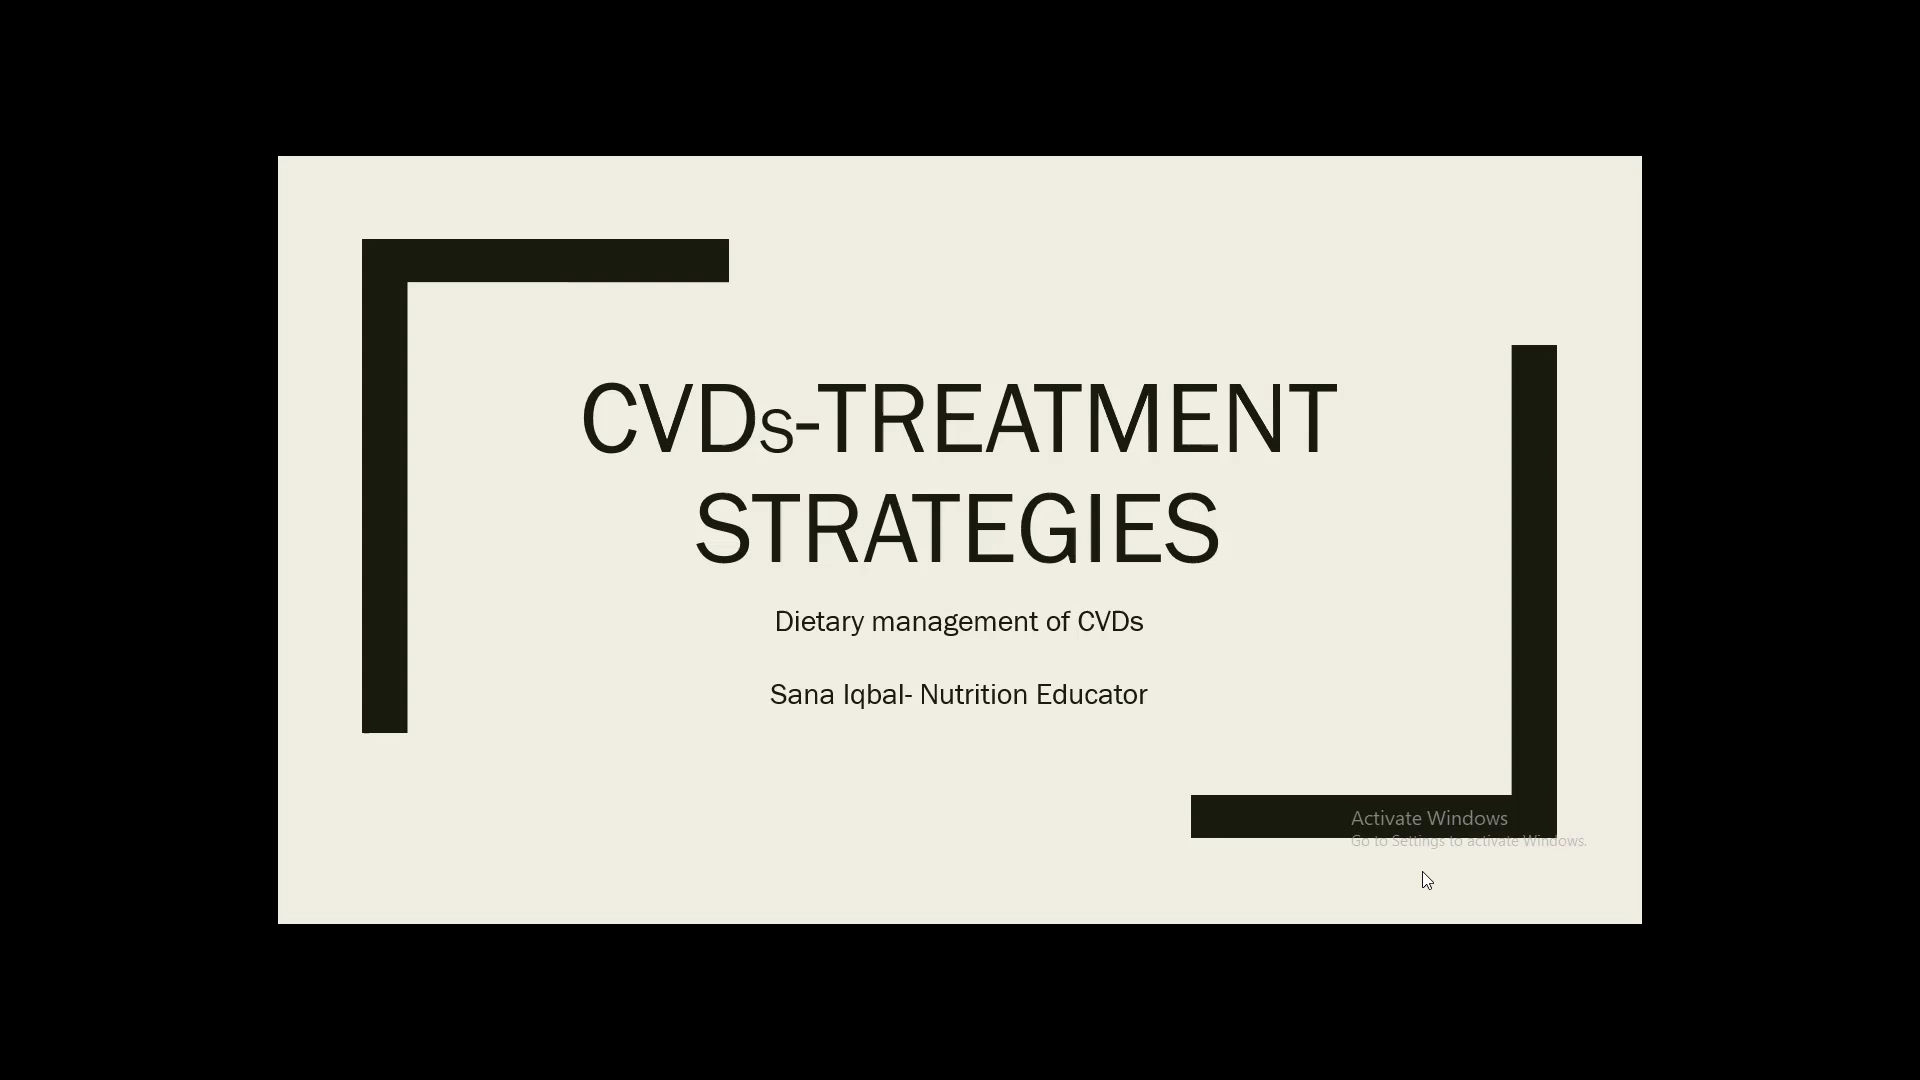 CVDs-TREATMENT
STRATEGIES
Dietary management of CVDs
Sana Iqbal- Nutrition Educator
Activate Windows
Go to Settings to activate Windows.